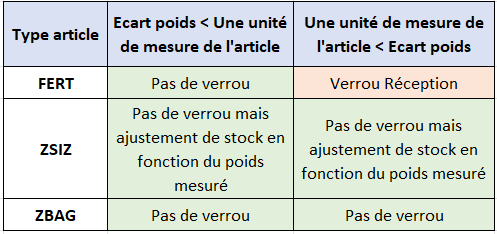 Type article
Ecart poids < Une unité
de mesure de l'article
Une unité de mesure de
l'article < Ecart poids
FERT
Pas de verrou
Verrou Réception
ZSIZ
Pas de verrou mais
ajustement de stock en
fonction du poids
mesuré
Pas de verrou mais
ajustement de stock en
fonction du poids mesuré
ZBAG
Pas de verrou
Pas de verrou